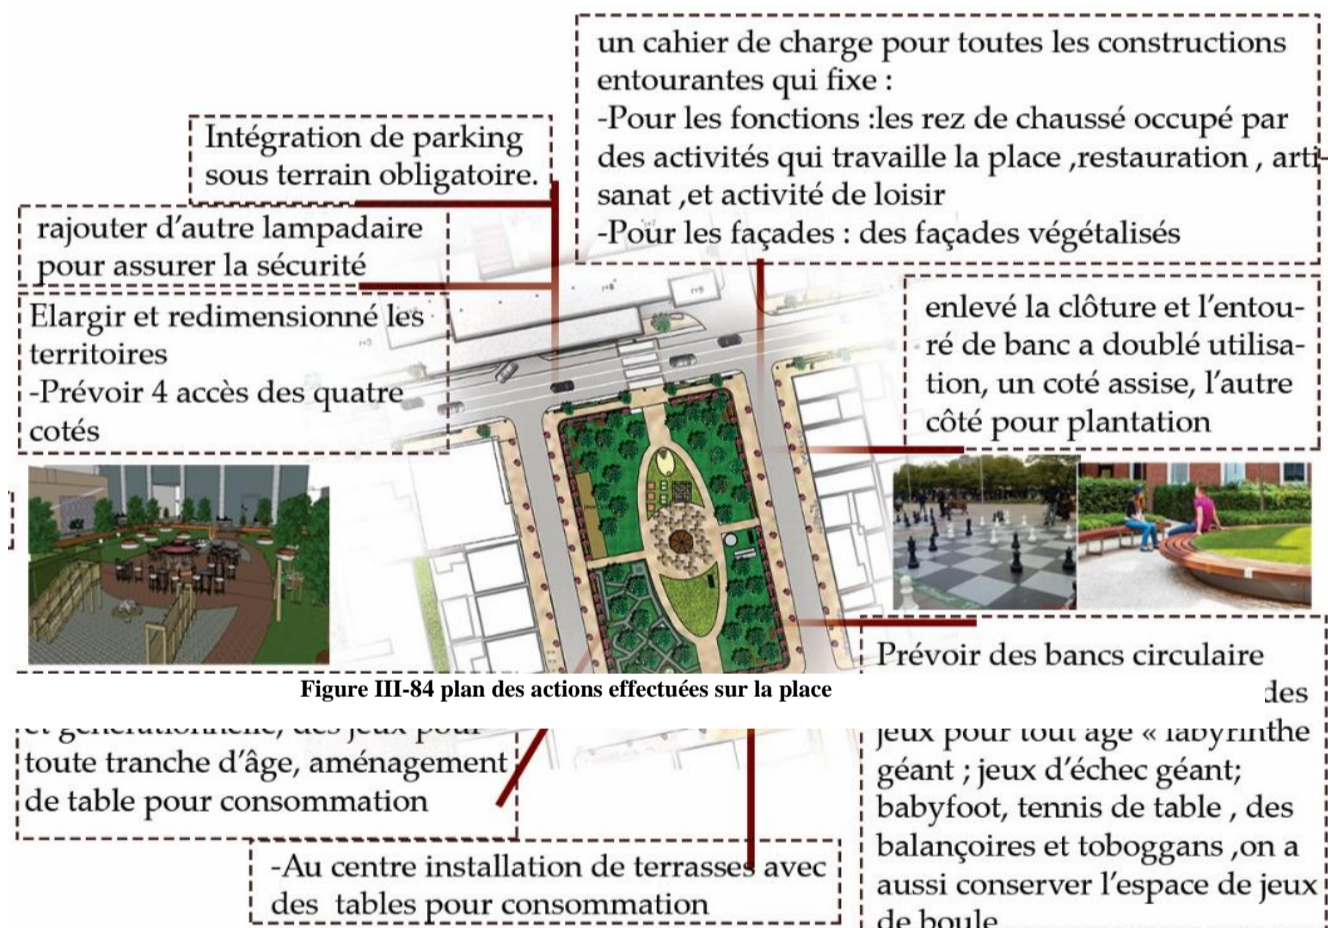 un cahier de charge pour toutes les constructions
entourantes qui fixe :
-Pour les fonctions :les rez de chaussé occupé par
des activités qui travaille la place ,restauration , arti-
sanat ,et activité de loisir
-Pour les façades : des façades végétalisés
Intégration de parking
sous terrain obligatoire.
rajouter d'autre lampadaire
pour assurer la sécurité
Elargir et redimensionné les
territoires
-Prévoir 4 accès des quatre
cotés
enlevé la clôture et l'entou-
ré de banc a doublé utilisa-
tion, un coté assise, l'autre
côté pour plantation
Prévoir des bancs circulaire
des
jeux pour tout age « labyrinthe
géant ; jeux d'échec géant;
babyfoot, tennis de table , des
balançoires et toboggans ,on a
aussi conserver l'espace de jeux
de boule
Figure III-84 plan des actions effectuées sur la place
et générationnelle, des jeux pour
toute tranche d'âge, aménagement
de table pour consommation
-Au centre installation de terrasses avec
des tables pour consommation